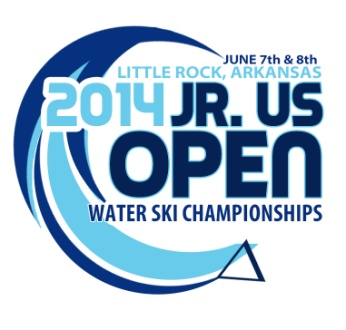 JUNE 7th & 8th
LITTLE ROCK, ARKANSAS
2014 JR. US
OPEN
WATER SKI CHAMPIONSHIPS